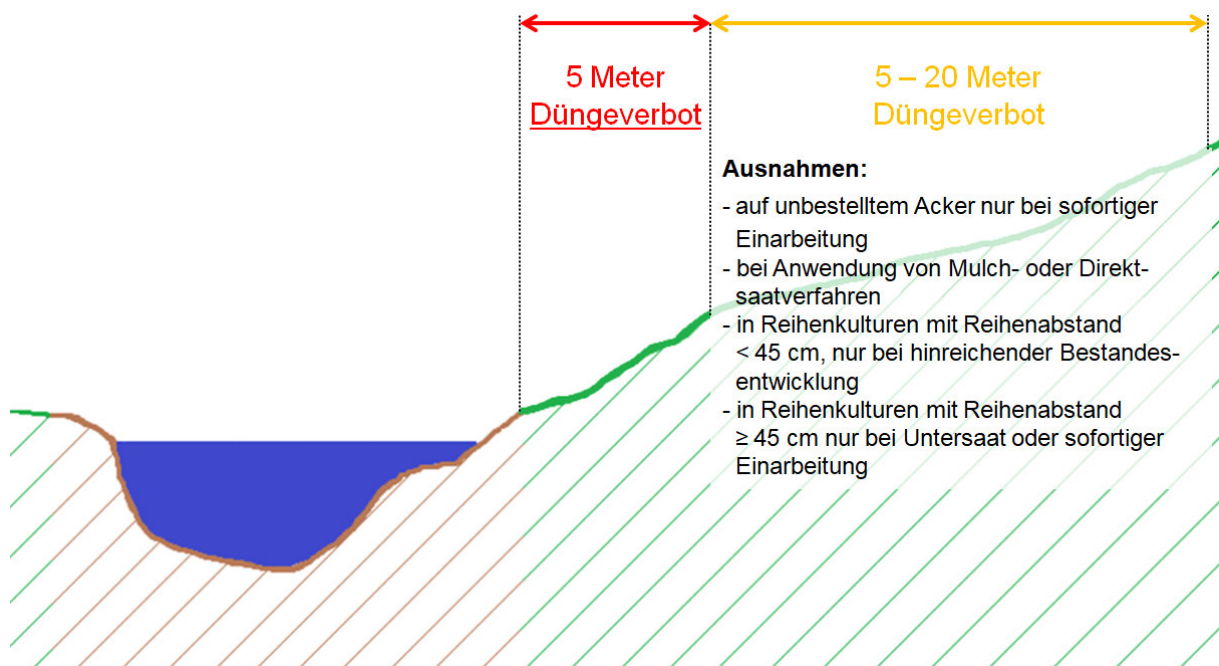 5 Meter
Düngeverbot
5 – 20 Meter
Düngeverbot
Ausnahmen:
- auf unbestelltem Acker nur bei sofortiger
Einarbeitung
- bei Anwendung von Mulch- oder Direkt-
saatverfahren
- in Reihenkulturen mit Reihenabstand
< 45 cm, nur bei hinreichender Bestandes-
entwicklung
- in Reihenkulturen mit Reihenabstand
≥ 45 cm nur bei Untersaat oder sofortiger
Einarbeitung